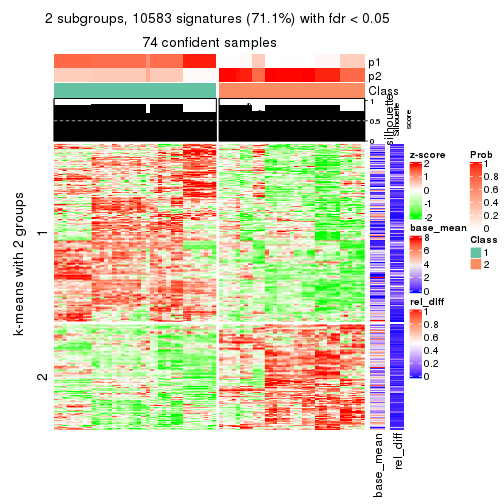 2 subgroups, 10583 signatures (71.1%) with fdr < 0.05
74 confident samples
p1
p2
Class
1
0.5
0
silhouette
Silhouette
score
k-means with 2 groups
1
2
base_mean
rel_diff
z-score
2
1
0
-1
-2
base_mean
8
6
4
2
0
rel_diff
1
0.8
0.6
0.4
0.2
0
Prob
1
0.8
0.6
0.4
0.2
0
Class
1
2